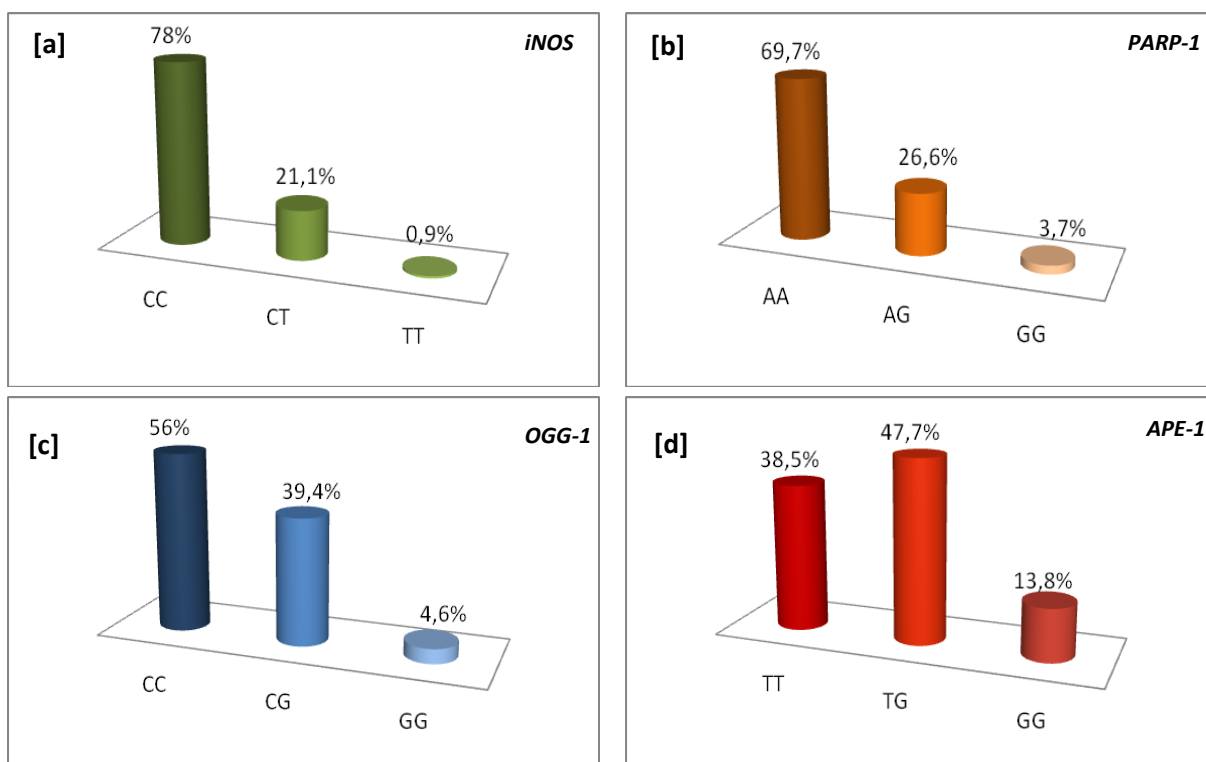 [a]
iNOS
78%
21,1%
0,9%
CC
CT
TT
[b]
PARP-1
69,7%
26,6%
3,7%
AA
AG
GG
[c]
OGG-1
56%
39,4%
4,6%
CC
CG
GG
[d]
APE-1
38,5%
47,7%
13,8%
TT
TG
GG